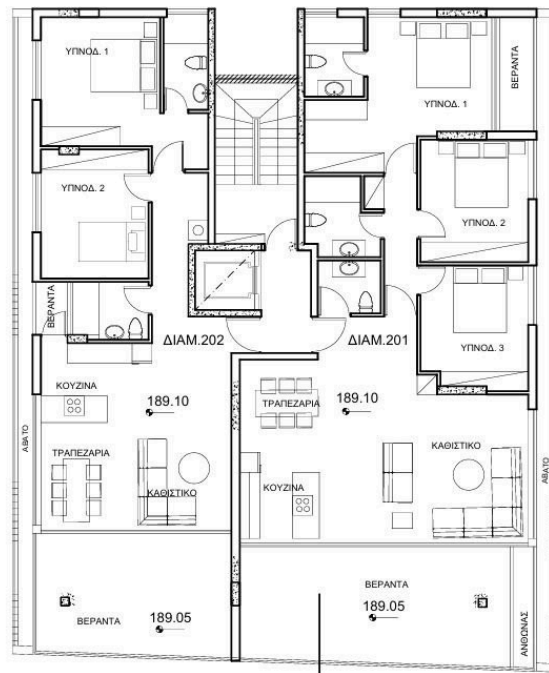 ΥΠΝΟΔ. 1
ΒΕΡΑΝΤΑ
ΥΠΝΟΔ. 1
ΥΠΝΟΔ. 2
ΥΠΝΟΔ. 2
ΒΕΡΑΝΤΑ
ΔΙΑΜ.202
ΔΙΑΜ.201
ΥΠΝΟΔ. 3
ΚΟΥΖΙΝΑ
189.10
189.10
ΤΡΑΠΕΖΑΡΙΑ
ΑΒΑΤΟ
ΤΡΑΠΕΖΑΡΙΑ
ΚΑΘΙΣΤΙΚΟ
ΑΒΑΤΟ
ΚΑΘΙΣΤΙΚΟ
ΚΟΥΖΙΝΑ
ΒΕΡΑΝΤΑ
189.05
ΒΕΡΑΝΤΑ
189.05
ΑΝΘΩΝΑΣ